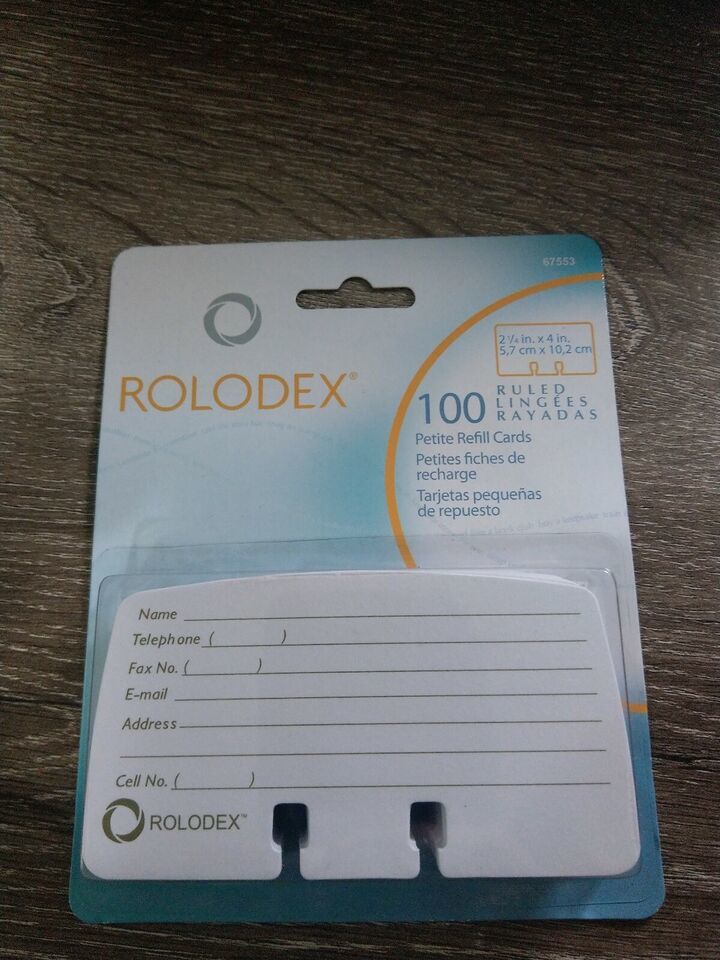 67553
ROLODEX®
2 1/4 in. x 4 in.
5,7 cm x 10,2 cm
100
RULED
LINGÉES
RAYADAS
Petite Refill Cards
Petites fiches de
recharge
Tarjetas pequeñas
de repuesto
Name
Telephone ( )
Fax No. ( )
E-mail
Address
Cell No. ( )
ROLODEX™